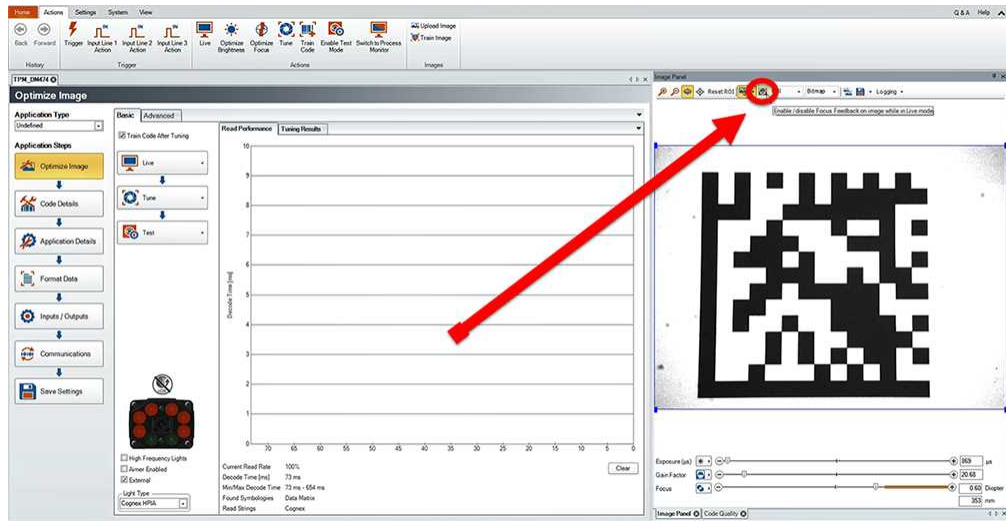 Home Actions Settings System View Q&A Help
Back Forward Trigger Input Line 1 Action Input Line 2 Action Input Line 3 Action Live Optimize Brightness Optimize Focus Tune Train Code Enable Test Mode Switch to Process Monitor Upload Image
Train Image
History Trigger Actions Images
TPM_DM474
Image Panel
Optimize Image
Reset ROI Bitmap Logging
Enable/disable Focus Feedback on image while in Live mode
Application Type
Undefined
Basic Advanced
Train Code After Tuning
Read Performance Tuning Results
Application Steps
Optimize Image
Code Details
Application Details
Format Data
Inputs / Outputs
Communications
Save Settings
Live
Tune
Test
Decode Time [ms]
10
9
8
7
6
5
4
3
2
1
0
70 65 60 55 50 45 40 35 30 25 20 15 10 5 0
High Frequency Lights
Aimer Enabled
External
Light Type
Cognex HPIA
Current Read Rate 100%
Decode Time [ms] 73 ms
Min/Max Decode Time 73 ms - 654 ms
Found Symbologies Data Matrix
Read Strings Cognex
Clear
Exposure (µs) 869 µs
Gain Factor 20.68
Focus 0.60 Diopter
353 mm
Image Panel Code Quality